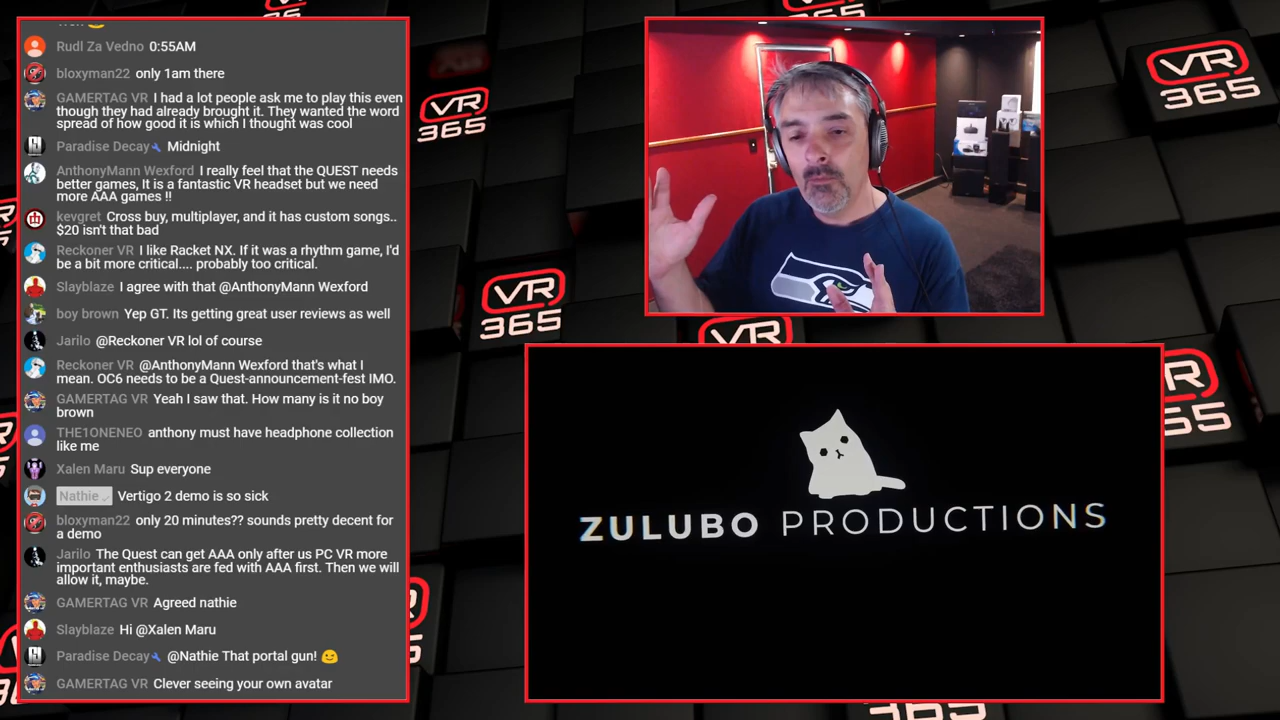 Rudl Za Vedno 0:55AM
bloxyman22 only 1am there
GAMERTAG VR I had a lot people ask me to play this even
though they had already brought it. They wanted the word
spread of how good it is which I thought was cool
Paradise Decay Midnight
AnthonyMann Wexford I really feel that the QUEST needs
better games, It is a fantastic VR headset but we need
more AAA games !!
kevgret Cross buy, multiplayer, and it has custom songs..
$20 isn't that bad
Reckoner VR I like Racket NX. If it was a rhythm game, I'd
be a bit more critical.... probably too critical.
Slayblaze I agree with that @AnthonyMann Wexford
boy brown Yep GT. Its getting great user reviews as well
Jarilo @Reckoner VR lol of course
Reckoner VR @AnthonyMann Wexford that's what I
mean. OC6 needs to be a Quest-announcement-fest IMO.
GAMERTAG VR Yeah I saw that. How many is it no boy
brown
THE1ONENEO anthony must have headphone collection
like me
Xalen Maru Sup everyone
Nathie Vertigo 2 demo is so sick
bloxyman22 only 20 minutes?? sounds pretty decent for
a demo
Jarilo The Quest can get AAA only after us PC VR more
important enthusiasts are fed with AAA first. Then we will
allow it, maybe.
GAMERTAG VR Agreed nathie
Slayblaze Hi @Xalen Maru
Paradise Decay @Nathie That portal gun! 😉
GAMERTAG VR Clever seeing your own avatar
VR
365
VR
365
VR
365
VR
ZULUBO PRODUCTIONS